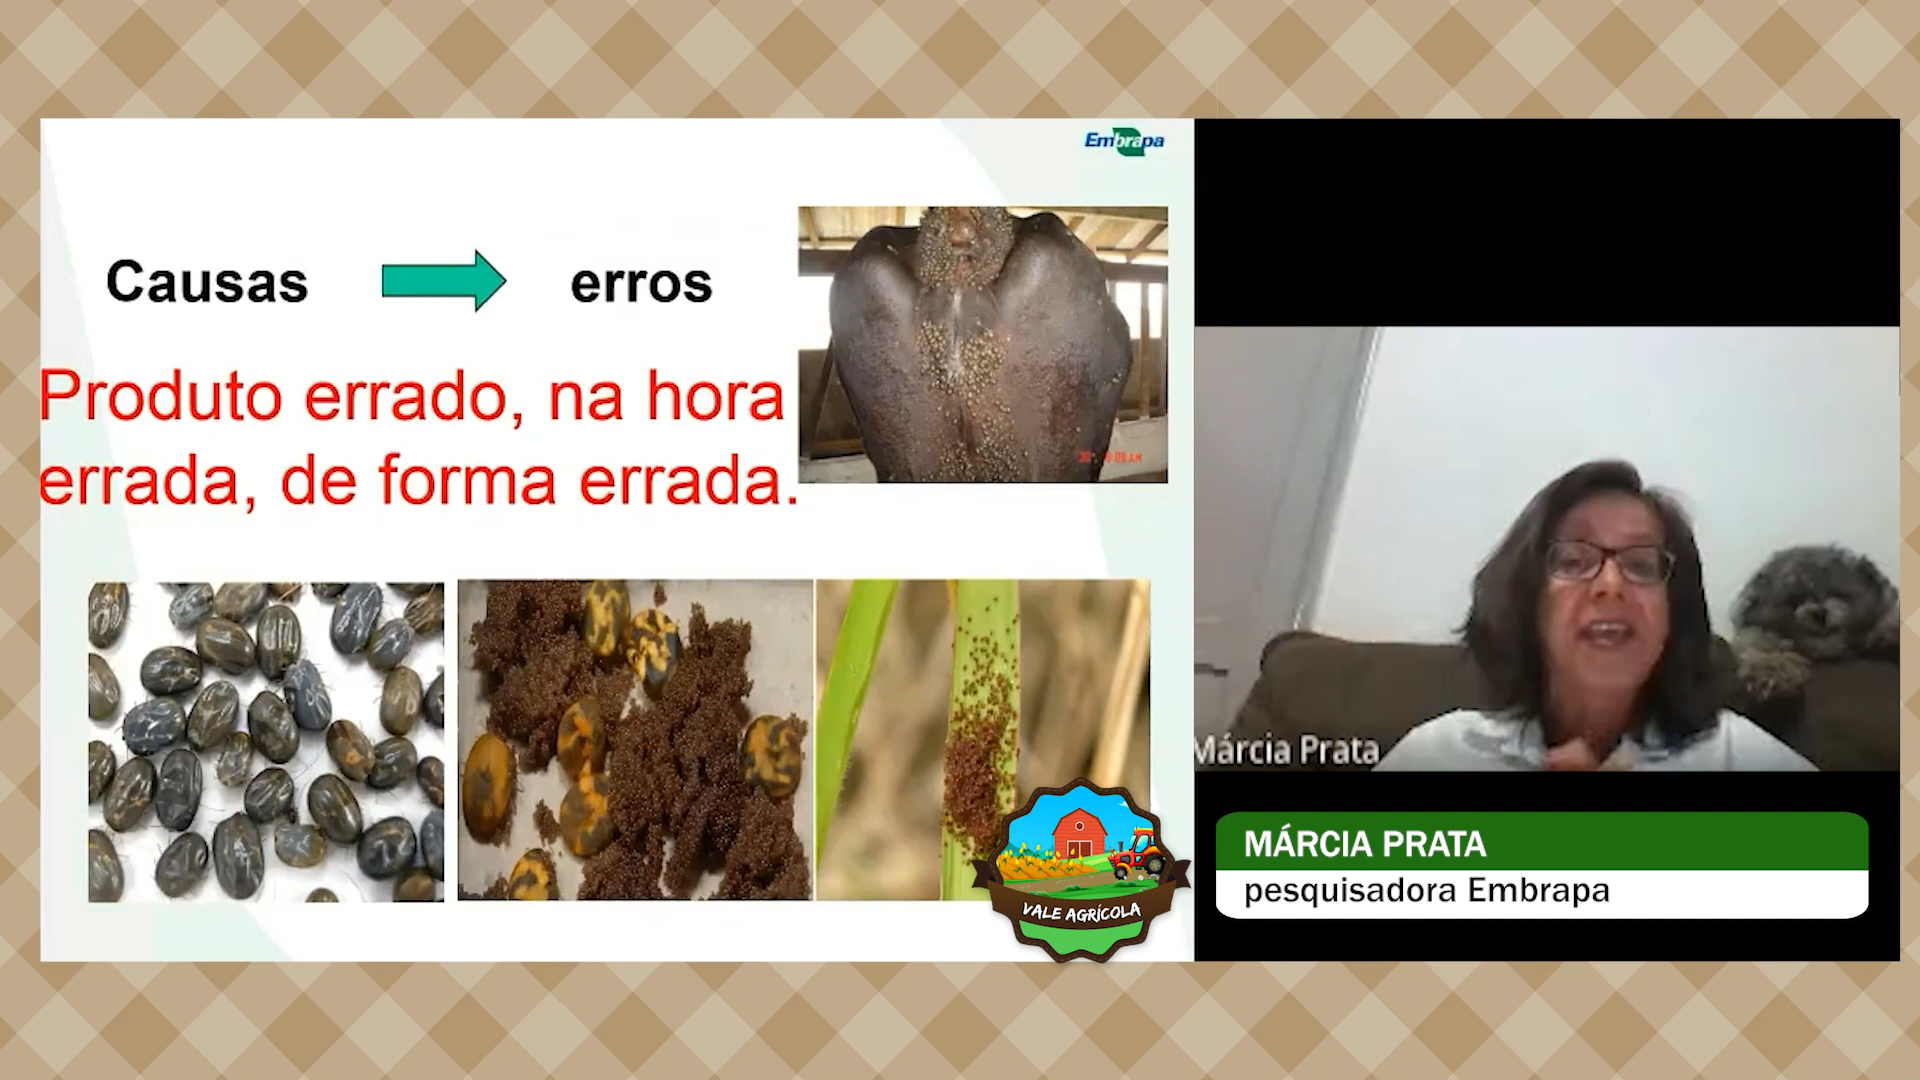 Embrapa
Causas
erros
Produto errado, na hora
errada, de forma errada.
VALE AGRÍCOLA
Márcia Prata
MÁRCIA PRATA
pesquisadora Embrapa